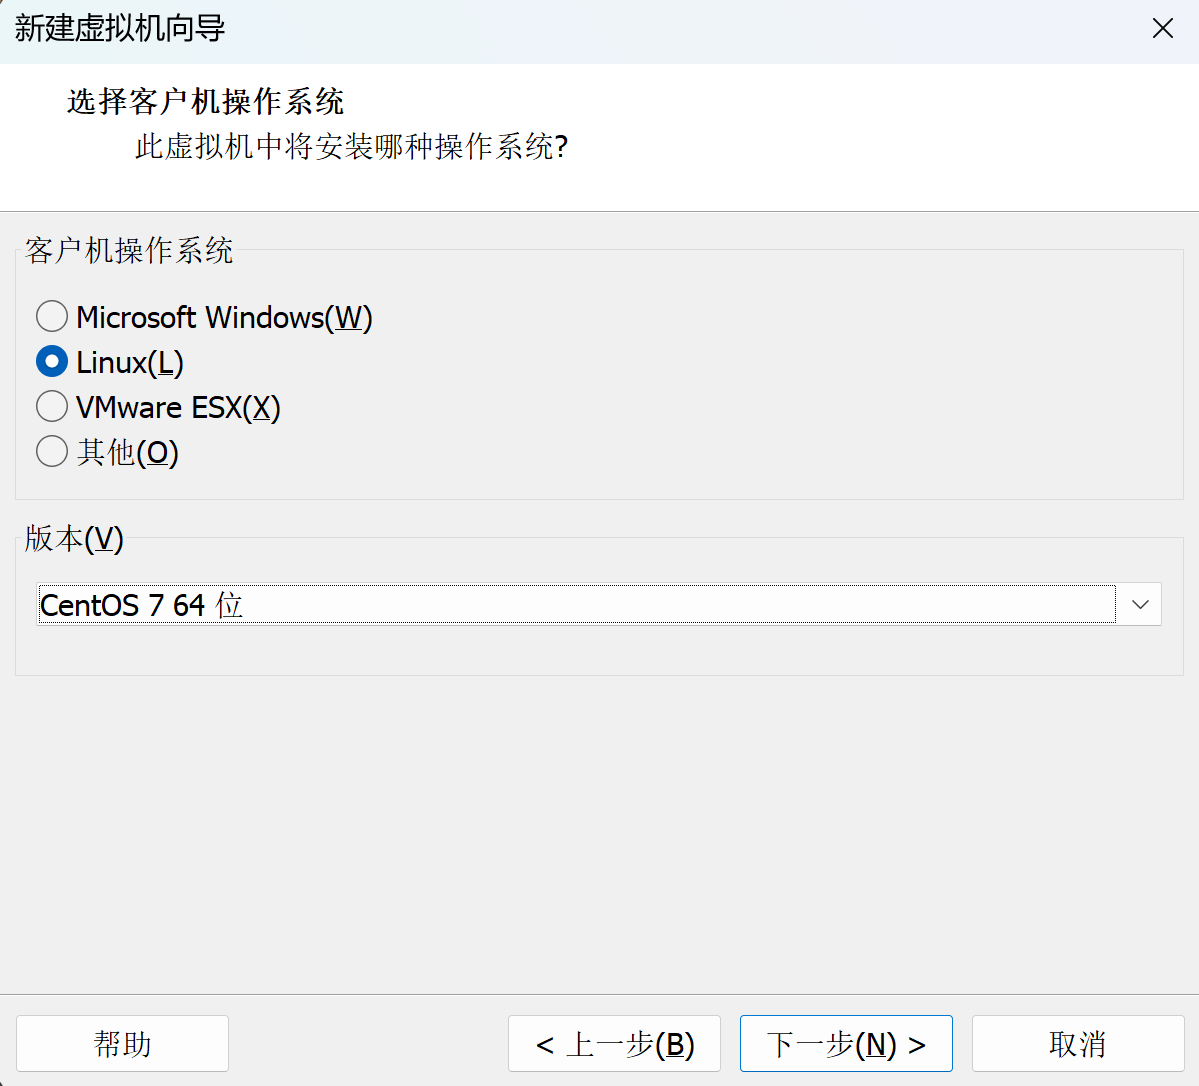 新建虚拟机向导
选择客户机操作系统
此虚拟机中将安装哪种操作系统?
客户机操作系统
Microsoft Windows(W)
Linux(L)
VMware ESX(X)
其他(O)
版本(V)
CentOS 7 64 位
帮助
< 上一步(B)
下一步(N) >
取消